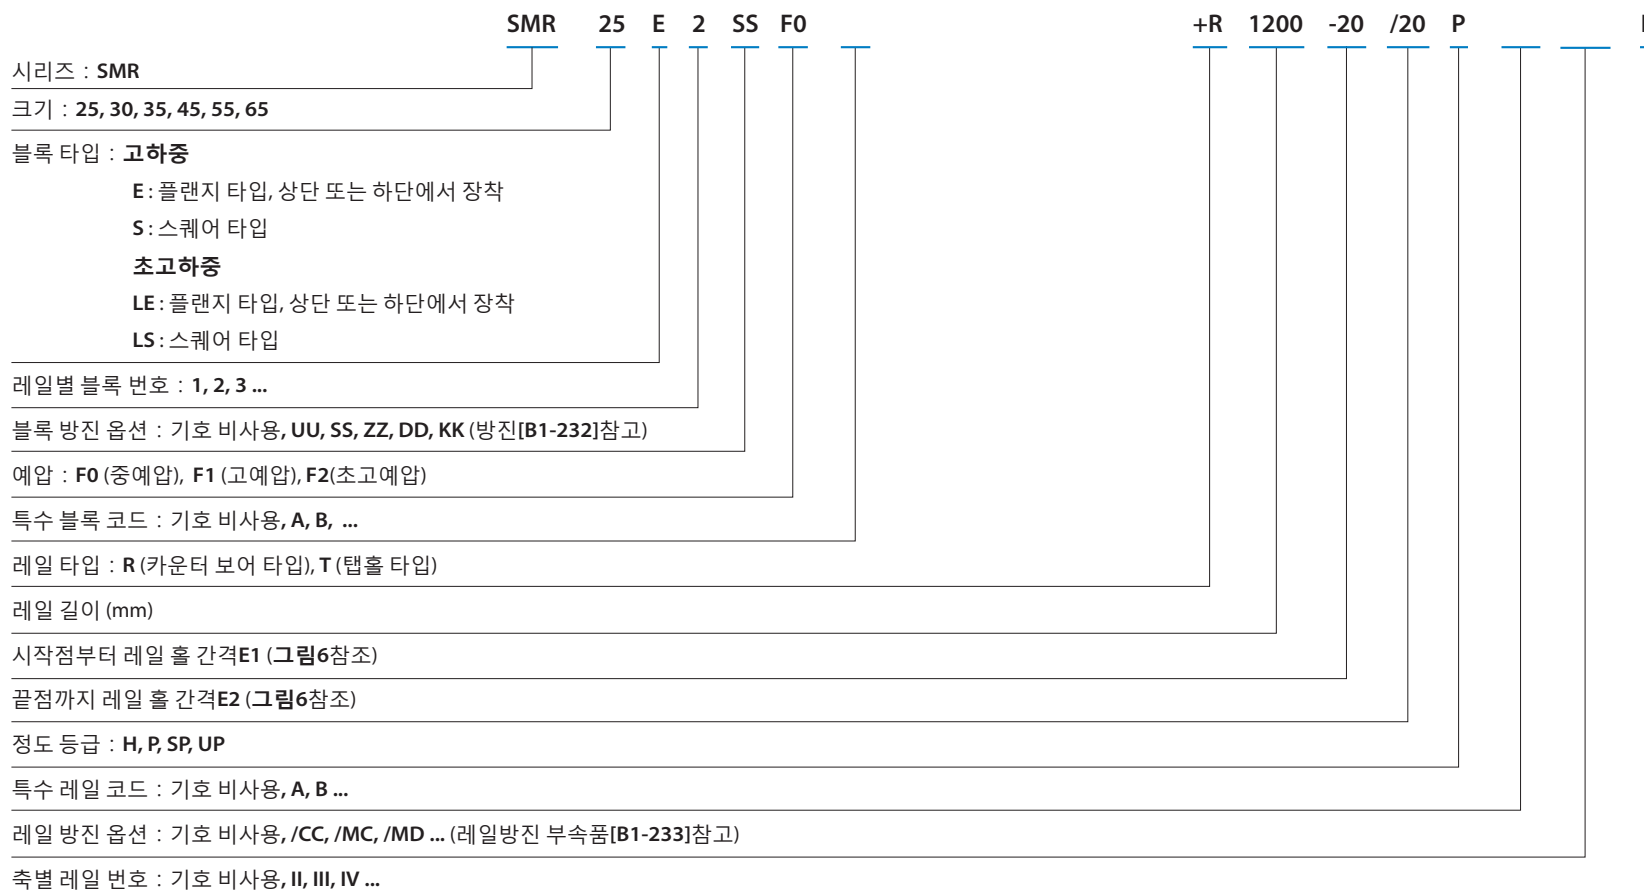 SMR 25 E 2 SS F0 +R 1200 -20 /20 P
시리즈 : SMR
크기 : 25, 30, 35, 45, 55, 65
블록 타입 : 고하중
E : 플랜지 타입, 상단 또는 하단에서 장착
S : 스퀘어 타입
초고하중
LE : 플랜지 타입, 상단 또는 하단에서 장착
LS : 스퀘어 타입
레일별 블록 번호 : 1, 2, 3 ...
블록 방진 옵션 : 기호 비사용, UU, SS, ZZ, DD, KK (방진[B1-232]참고)
예압 : F0 (중예압), F1 (고예압), F2(초고예압)
특수 블록 코드 : 기호 비사용, A, B, ...
레일 타입 : R (카운터 보어 타입), T (탭홀 타입)
레일 길이 (mm)
시작점부터 레일 홀 간격E1 (그림6참조)
끝점까지 레일 홀 간격E2 (그림6참조)
정도 등급 : H, P, SP, UP
특수 레일 코드 : 기호 비사용, A, B ...
레일 방진 옵션 : 기호 비사용, /CC, /MC, /MD ... (레일방진 부속품[B1-233]참고)
축별 레일 번호 : 기호 비사용, II, III, IV ...